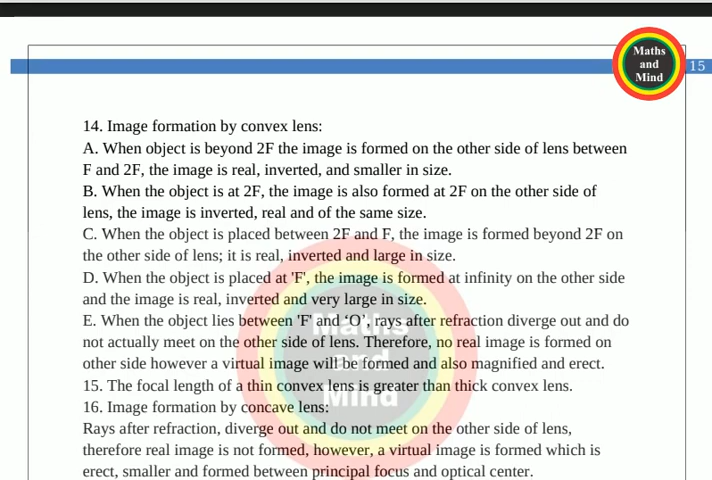 Maths
and
Mind
15
14. Image formation by convex lens:
A. When object is beyond 2F the image is formed on the other side of lens between
F and 2F, the image is real, inverted, and smaller in size.
B. When the object is at 2F, the image is also formed at 2F on the other side of
lens, the image is inverted, real and of the same size.
C. When the object is placed between 2F and F, the image is formed beyond 2F on
the other side of lens; it is real, inverted and large in size.
D. When the object is placed at 'F', the image is formed at infinity on the other side
and the image is real, inverted and very large in size.
E. When the object lies between 'F' and ‘O’, rays after refraction diverge out and do
not actually meet on the other side of lens. Therefore, no real image is formed on
other side however a virtual image will be formed and also magnified and erect.
15. The focal length of a thin convex lens is greater than thick convex lens.
16. Image formation by concave lens:
Rays after refraction, diverge out and do not meet on the other side of lens,
therefore real image is not formed, however, a virtual image is formed which is
erect, smaller and formed between principal focus and optical center.
Maths
and
Mind